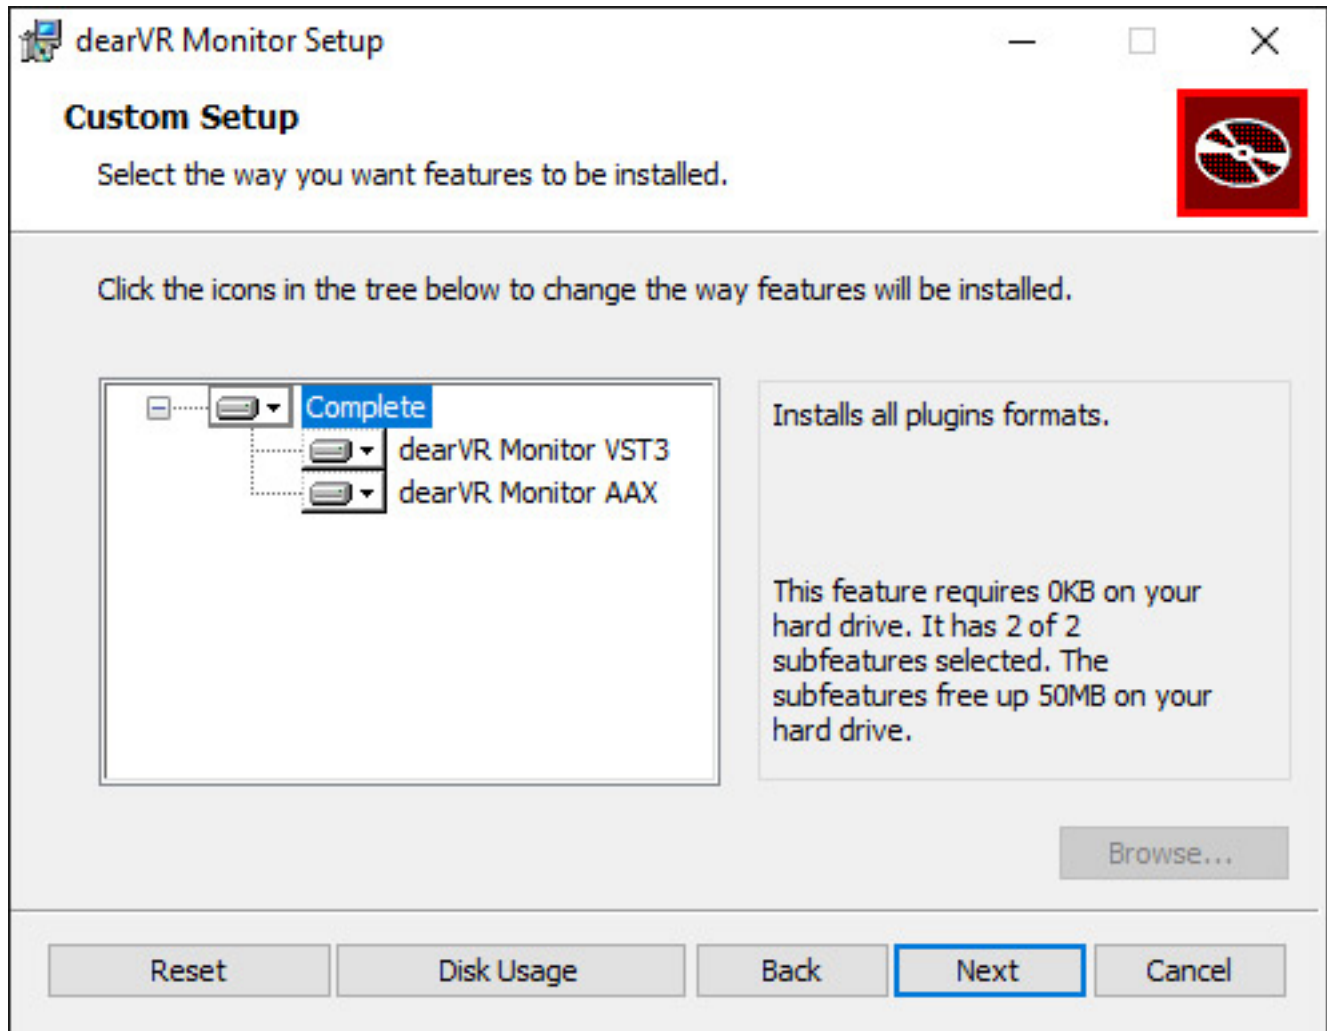 dearVR Monitor Setup
Custom Setup
Select the way you want features to be installed.
Click the icons in the tree below to change the way features will be installed.
Complete
dearVR Monitor VST3
dearVR Monitor AAX
Installs all plugins formats.
This feature requires 0KB on your
hard drive. It has 2 of 2
subfeatures selected. The
subfeatures free up 50MB on your
hard drive.
Browse...
Reset
Disk Usage
Back
Next
Cancel